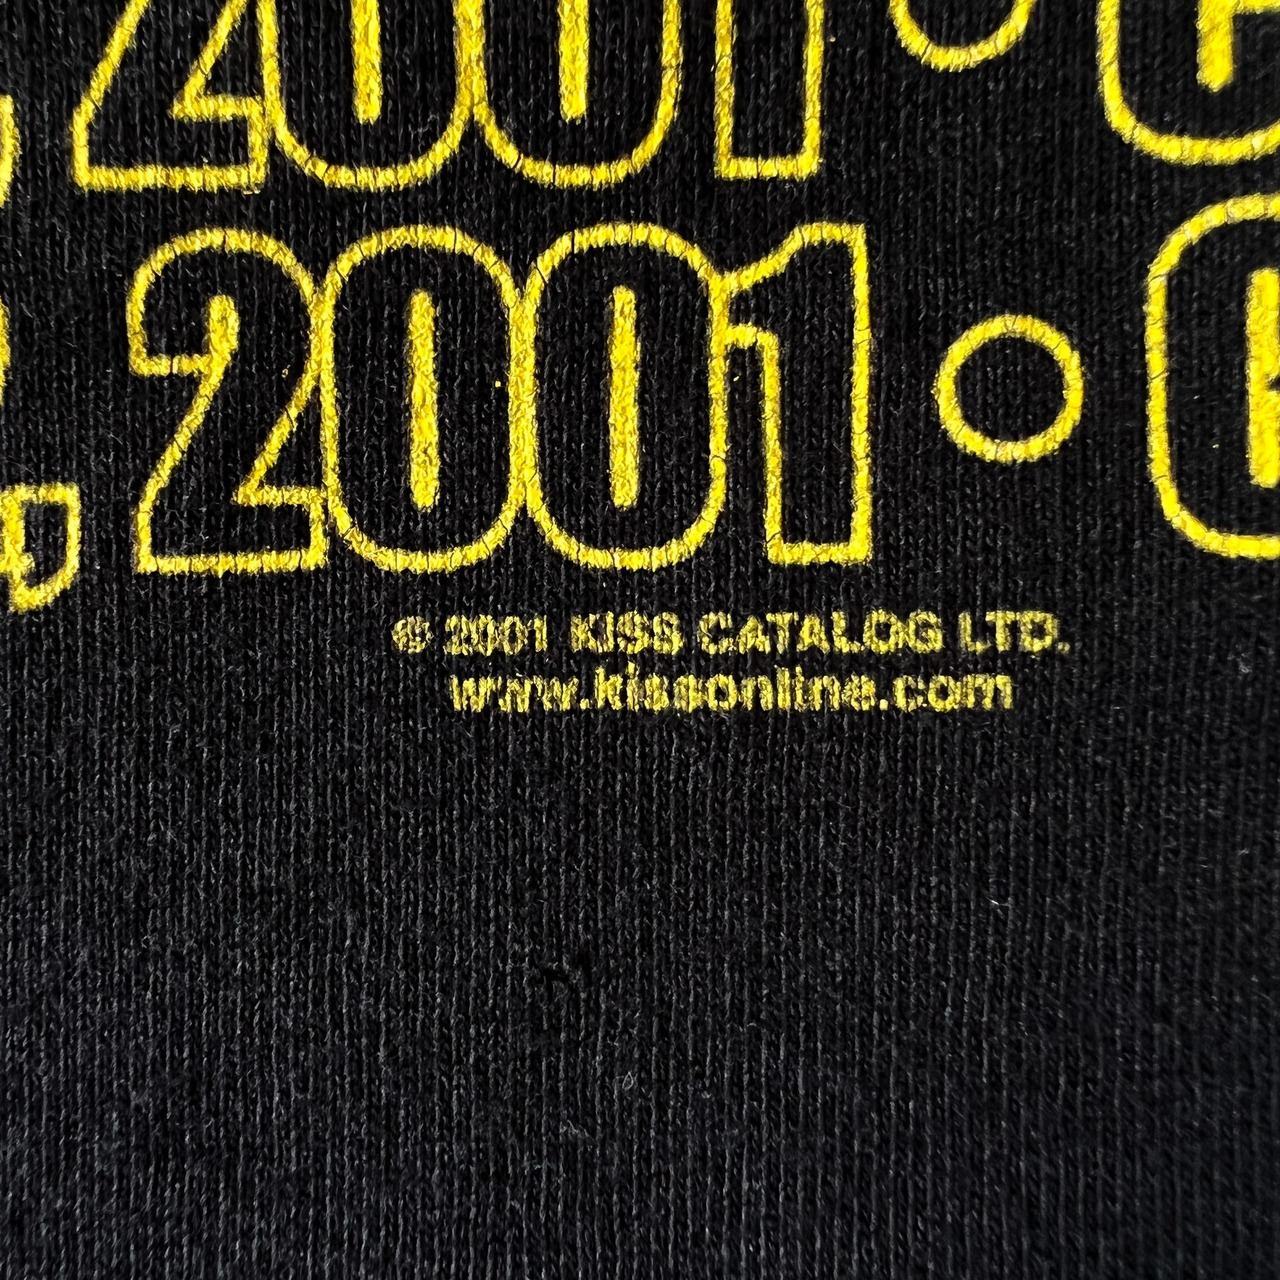 , 2001 •
, 2001 •
© 2001 KISS CATALOG LTD.
www.kissonline.com